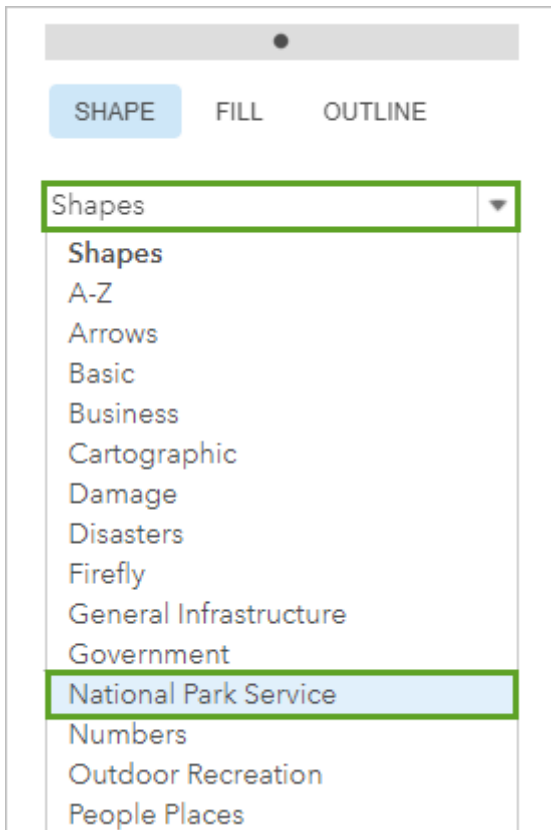 SHAPE FILL OUTLINE
Shapes
Shapes
A-Z
Arrows
Basic
Business
Cartographic
Damage
Disasters
Firefly
General Infrastructure
Government
National Park Service
Numbers
Outdoor Recreation
People Places